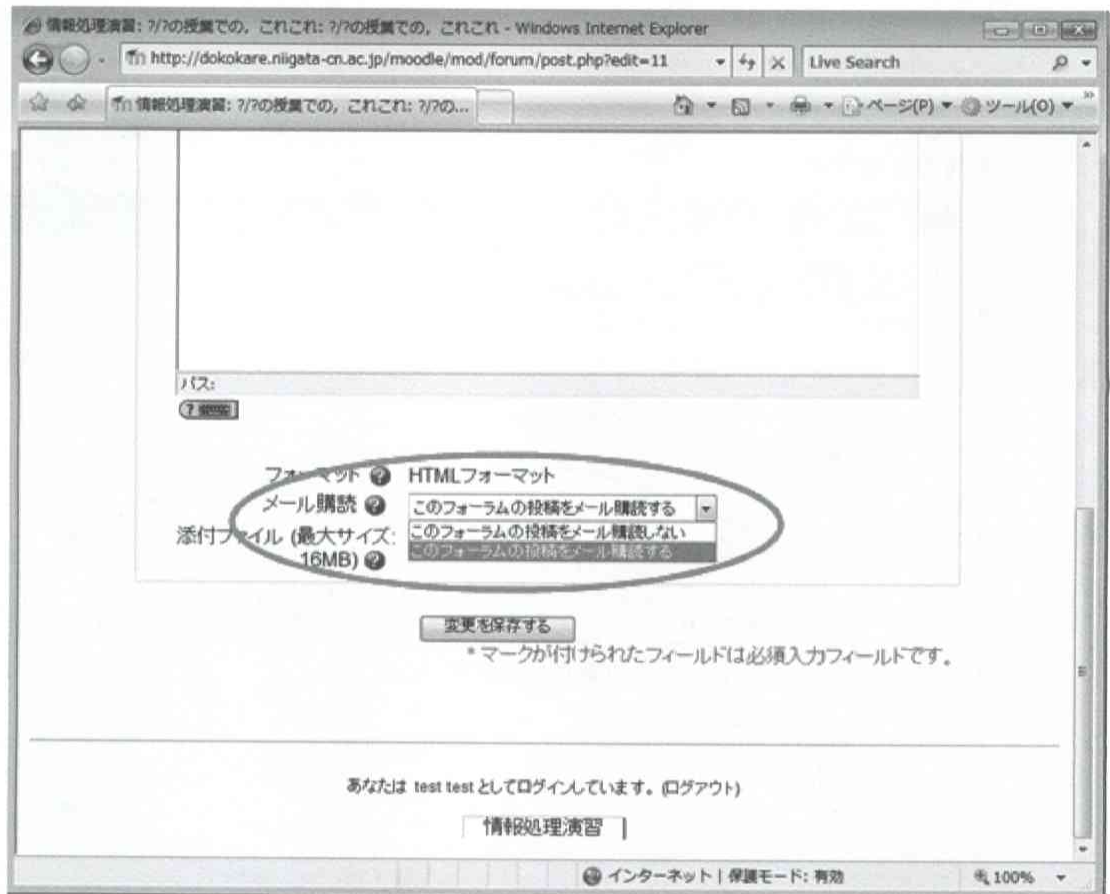 情報処理演習: ?/?の授業での，これこれ: ?/?の授業での，これこれ - Windows Internet Explorer
http://dokokare.niigata-cn.ac.jp/moodle/mod/forum/post.php?edit=11
Live Search
情報処理演習: ?/?の授業での，これこれ: ?/?の...
ページ(P)
ツール(O)
パス:
フォーマット ? HTMLフォーマット
メール購読 ? このフォーラムの投稿をメール購読する
このフォーラムの投稿をメール購読しない
このフォーラムの投稿をメール購読する
添付ファイル (最大サイズ:
16MB) ?
変更を保存する
* マークが付けられたフィールドは必須入力フィールドです。
あなたは test test としてログインしています。(ログアウト)
情報処理演習
インターネット | 保護モード: 有効
100%